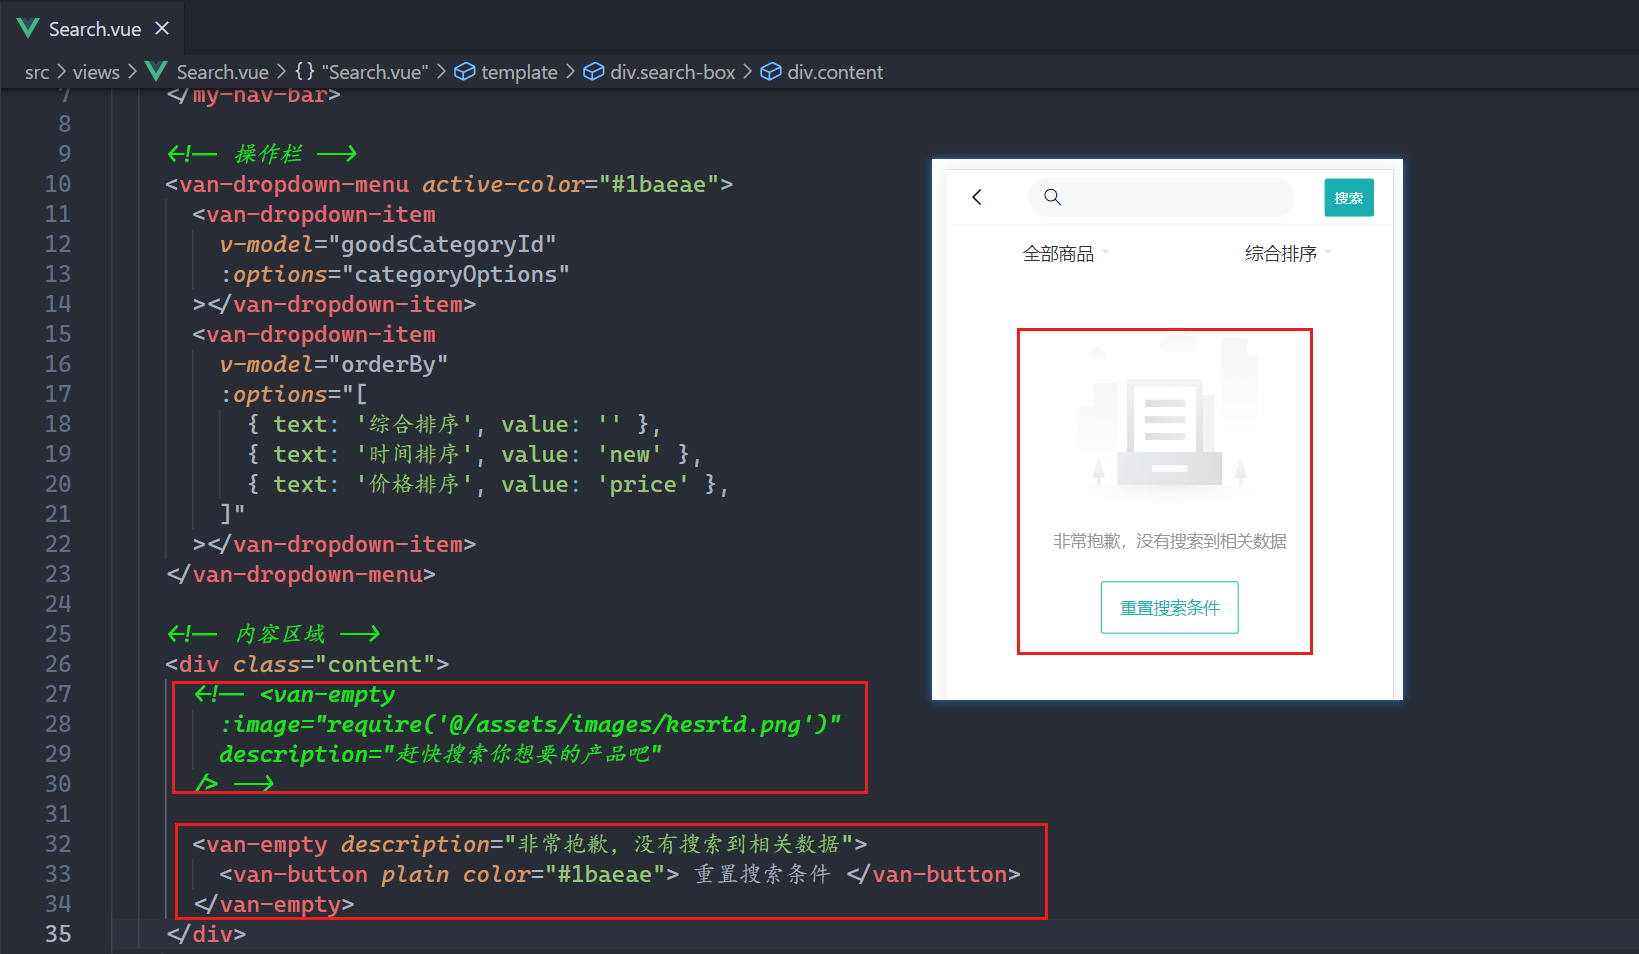 Search.vue
src > views > Search.vue > {} "Search.vue" > template > div.search-box > div.content
7 </my-nav-bar>
8
9 <!-- 操作栏 -->
10 <van-dropdown-menu active-color="#1baeae">
11 <van-dropdown-item
12 v-model="goodsCategoryId"
13 :options="categoryOptions"
14 ></van-dropdown-item>
15 <van-dropdown-item
16 v-model="orderBy"
17 :options="[
18 { text: '综合排序', value: '' },
19 { text: '时间排序', value: 'new' },
20 { text: '价格排序', value: 'price' },
21 ]"
22 ></van-dropdown-item>
23 </van-dropdown-menu>
24
25 <!-- 内容区域 -->
26 <div class="content">
27 <!-- <van-empty
28 :image="require('@/assets/images/kesrtd.png')"
29 description="赶快搜索你想要的产品吧"
30 /> -->
31
32 <van-empty description="非常抱歉，没有搜索到相关数据">
33 <van-button plain color="#1baeae"> 重置搜索条件 </van-button>
34 </van-empty>
35 </div>
搜索
全部商品 综合排序
非常抱歉，没有搜索到相关数据
重置搜索条件